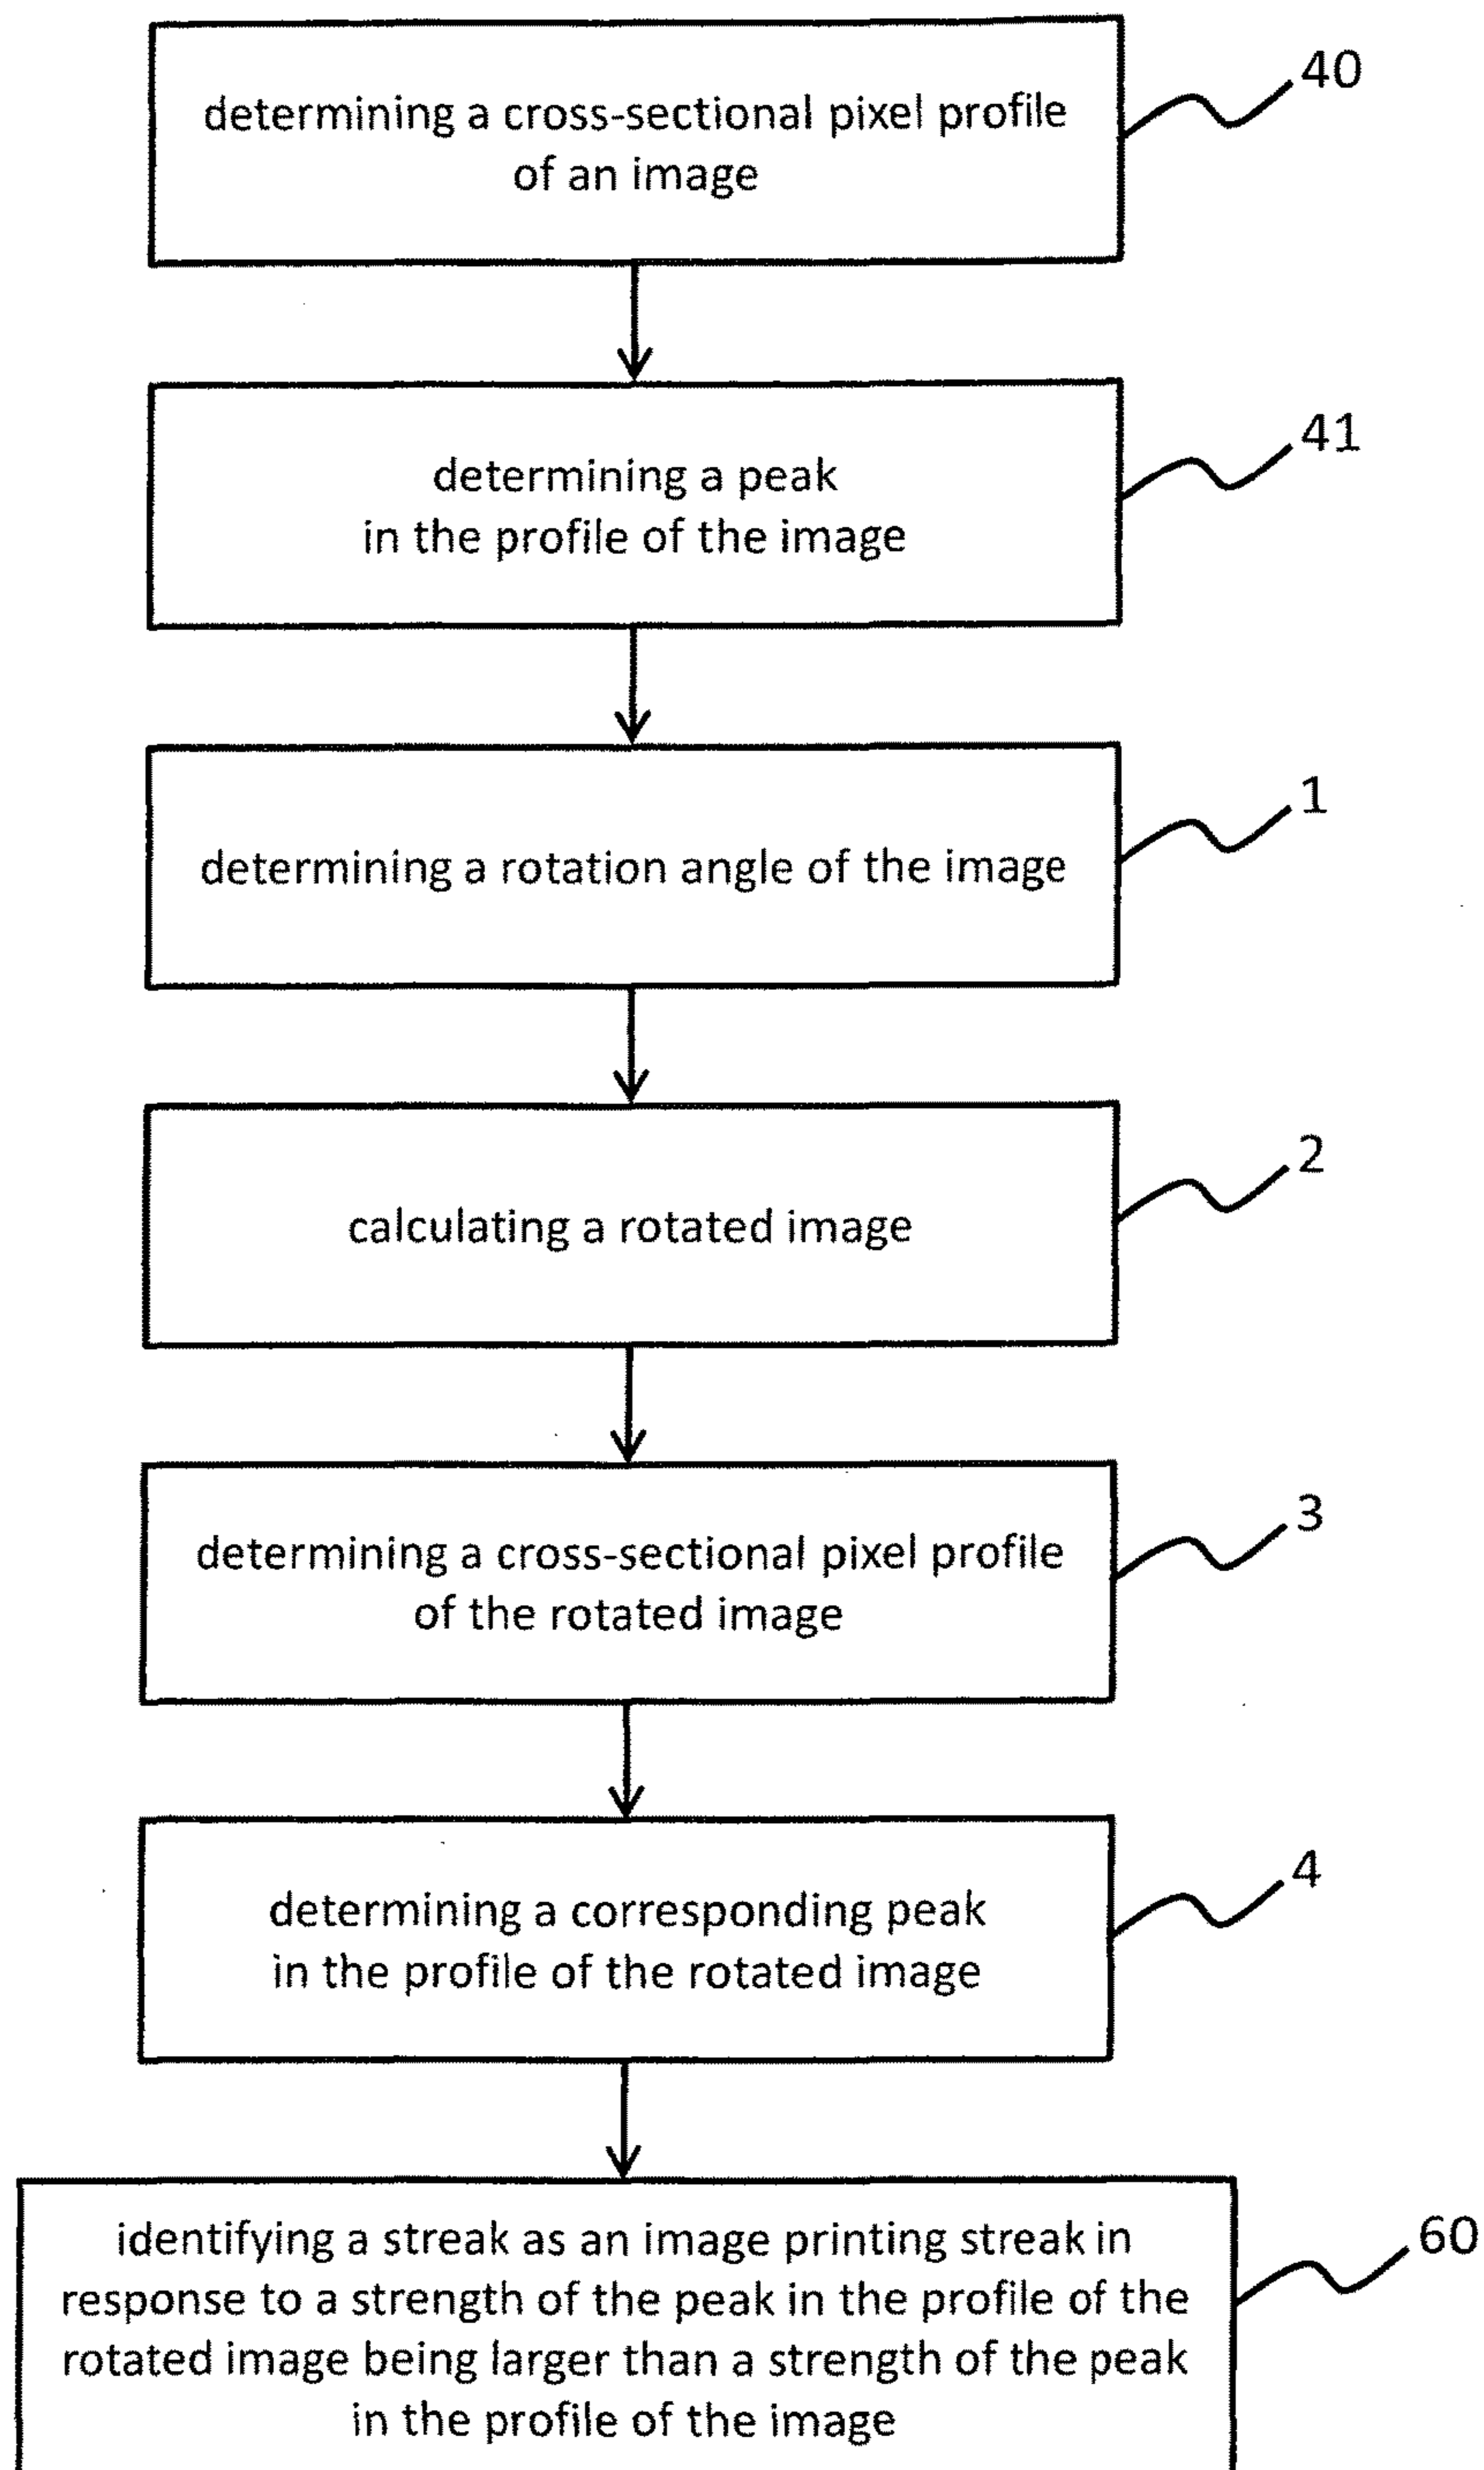 determining a cross-sectional pixel profile
of an image
40
determining a peak
in the profile of the image
41
determining a rotation angle of the image
1
calculating a rotated image
2
determining a cross-sectional pixel profile
of the rotated image
3
determining a corresponding peak
in the profile of the rotated image
4
identifying a streak as an image printing streak in
response to a strength of the peak in the profile of the
rotated image being larger than a strength of the peak
in the profile of the image
60